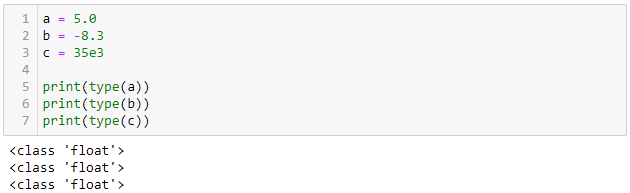 1 a = 5.0
2 b = -8.3
3 c = 35e3
4
5 print(type(a))
6 print(type(b))
7 print(type(c))
<class 'float'>
<class 'float'>
<class 'float'>